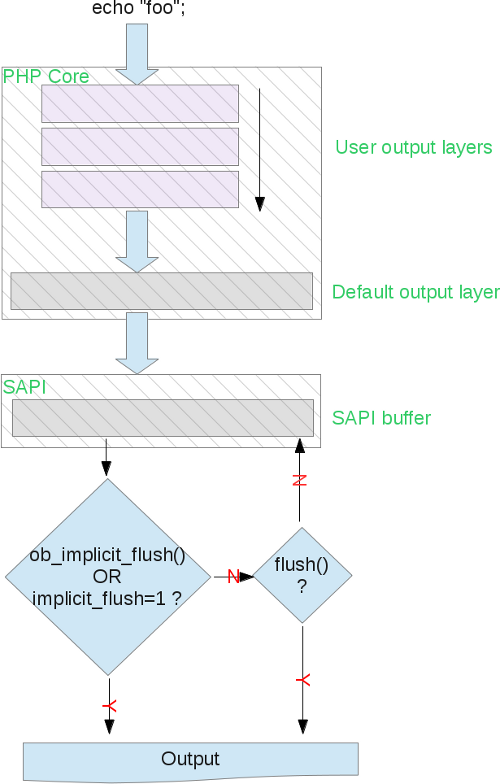 echo "foo";
PHP Core
User output layers
Default output layer
SAPI
SAPI buffer
N
ob_implicit_flush()
OR
implicit_flush=1 ?
N
flush()
?
Y
Y
Output